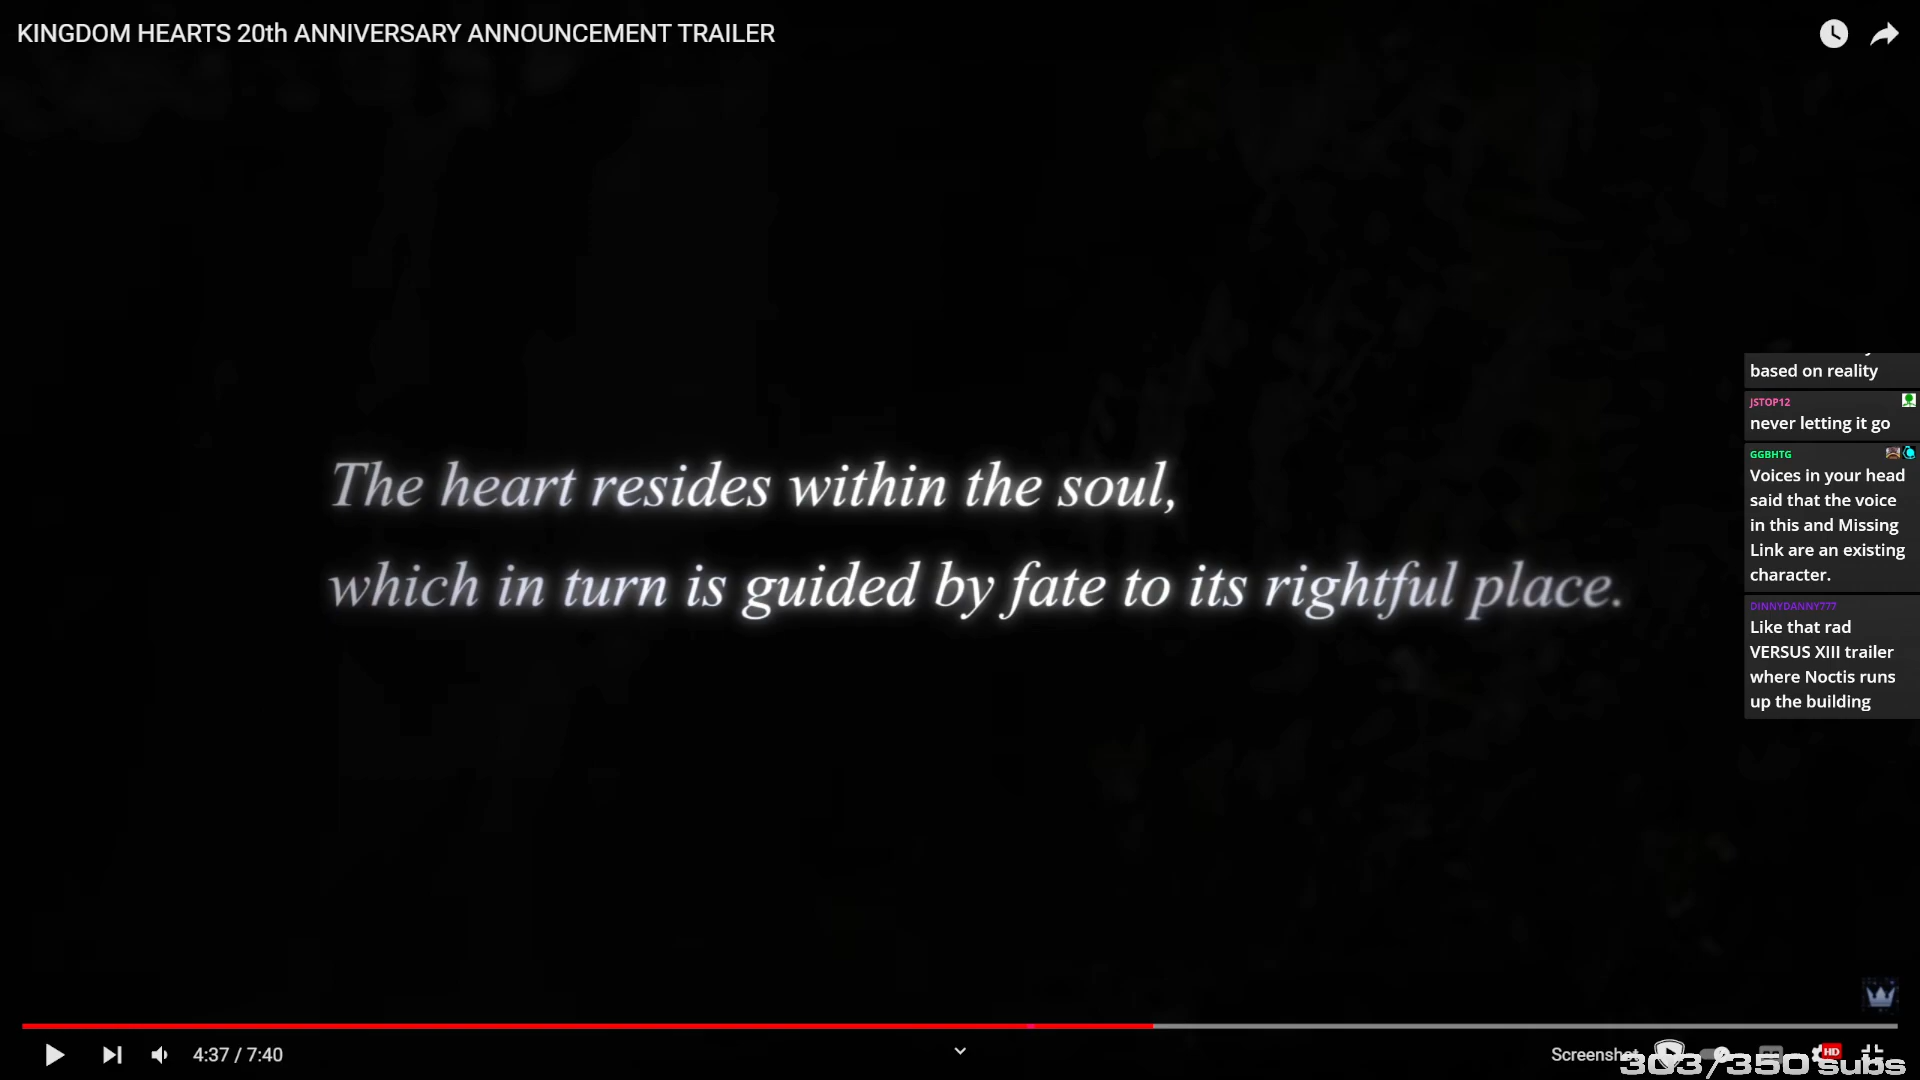 KINGDOM HEARTS 20th ANNIVERSARY ANNOUNCEMENT TRAILER
The heart resides within the soul,
which in turn is guided by fate to its rightful place.
based on reality
JSTOP12
never letting it go
GGBHTG
Voices in your head
said that the voice
in this and Missing
Link are an existing
character.
DINNYDANNY777
Like that rad
VERSUS XIII trailer
where Noctis runs
up the building
4:37 / 7:40
Screenshot
HD
303/350 subs